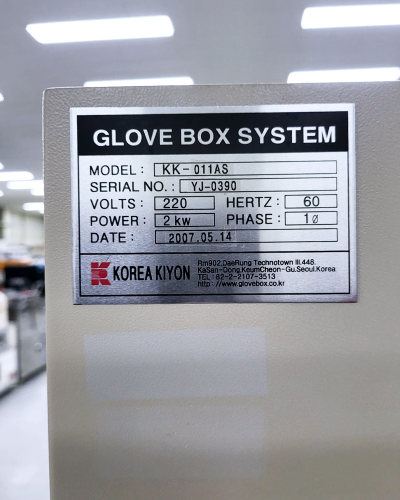 GLOVE BOX SYSTEM
MODEL : KK-011AS
SERIAL NO. : YJ-0390
VOLTS : 220 HERTZ : 60
POWER : 2 kw PHASE : 1ø
DATE : 2007.05.14
KOREA KIYON
Rm902.DaeRung Technotown III.448.
KaSan-Dong.KeumCheon-Gu.Seoul.Korea
TEL : 82-2-2107-3513
http : //www.glovebox.co.kr